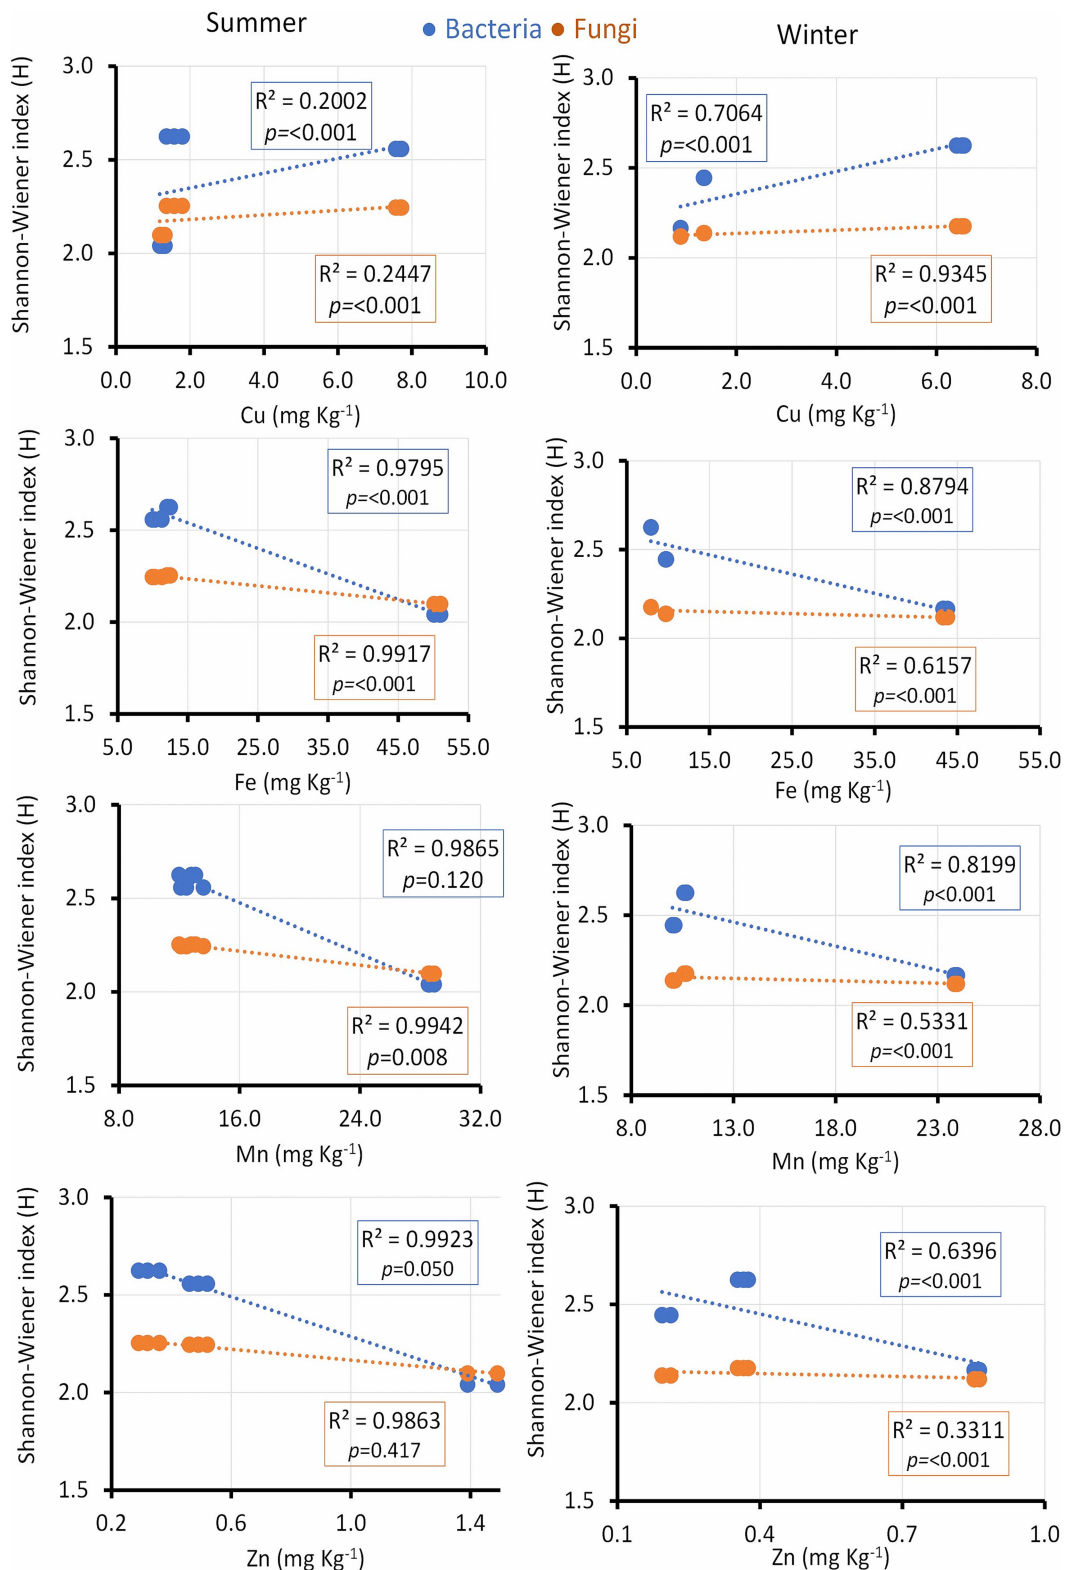 Summer
Bacteria Fungi
Winter
Shannon-Wiener index (H)
3.0
2.5
2.0
1.5
R² = 0.2002
p=<0.001
R² = 0.2447
p=<0.001
0.0 2.0 4.0 6.0 8.0 10.0
Cu (mg Kg⁻¹)
Shannon-Wiener index (H)
3.0
2.5
2.0
1.5
R² = 0.7064
p=<0.001
R² = 0.9345
p=<0.001
0.0 2.0 4.0 6.0 8.0
Cu (mg Kg⁻¹)
Shannon-Wiener index (H)
3.0
2.5
2.0
1.5
R² = 0.9795
p=<0.001
R² = 0.9917
p=<0.001
5.0 15.0 25.0 35.0 45.0 55.0
Fe (mg Kg⁻¹)
Shannon-Wiener index (H)
3.0
2.5
2.0
1.5
R² = 0.8794
p=<0.001
R² = 0.6157
p=<0.001
5.0 15.0 25.0 35.0 45.0 55.0
Fe (mg Kg⁻¹)
Shannon-Wiener index (H)
3.0
2.5
2.0
1.5
R² = 0.9865
p=0.120
R² = 0.9942
p=0.008
8.0 16.0 24.0 32.0
Mn (mg Kg⁻¹)
Shannon-Wiener index (H)
3.0
2.5
2.0
1.5
R² = 0.8199
p<0.001
R² = 0.5331
p=<0.001
8.0 13.0 18.0 23.0 28.0
Mn (mg Kg⁻¹)
Shannon-Wiener index (H)
3.0
2.5
2.0
1.5
R² = 0.9923
p=0.050
R² = 0.9863
p=0.417
0.2 0.6 1.0 1.4
Zn (mg Kg⁻¹)
Shannon-Wiener index (H)
3.0
2.5
2.0
1.5
R² = 0.6396
p=<0.001
R² = 0.3311
p=<0.001
0.1 0.4 0.7 1.0
Zn (mg Kg⁻¹)